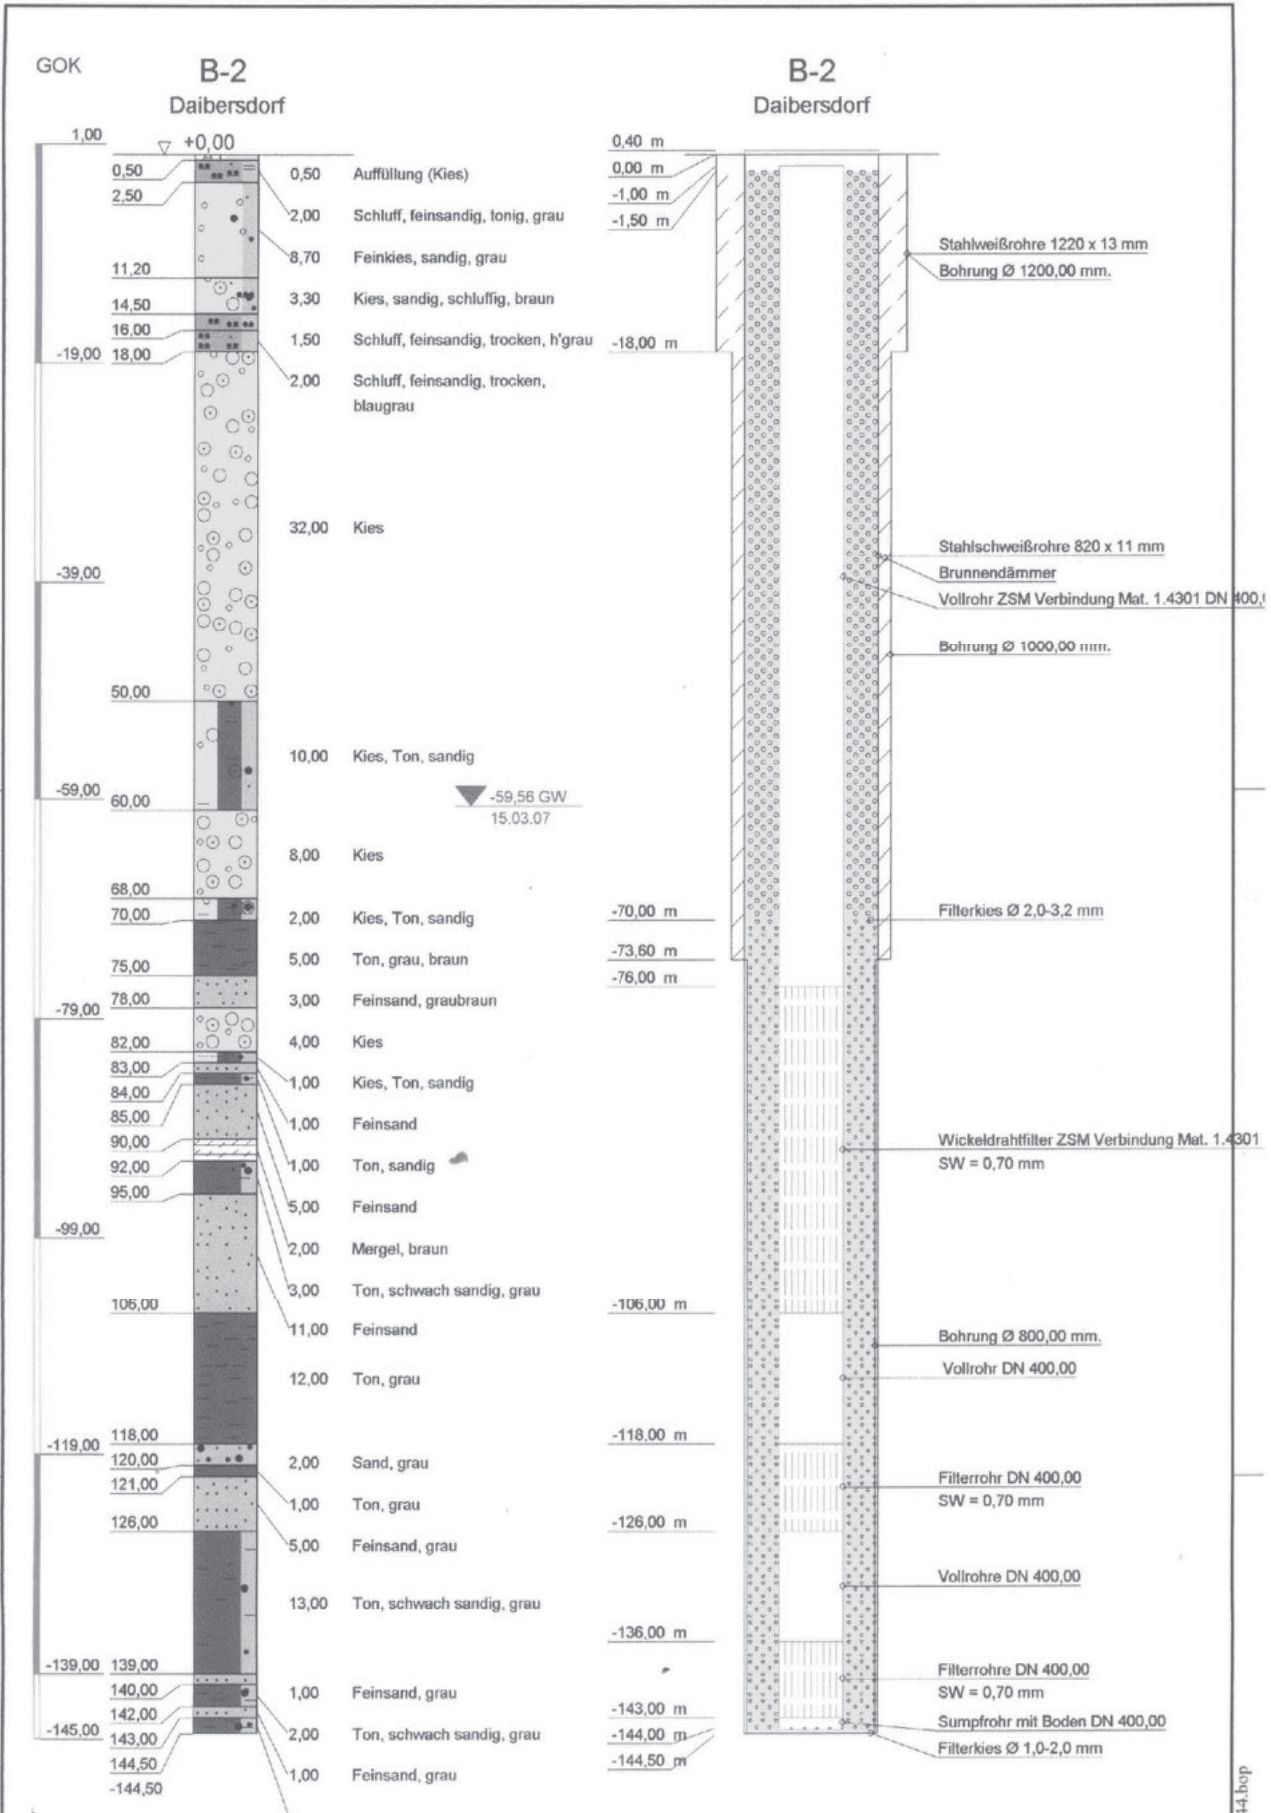 GOK
B-2
Daibersdorf
B-2
Daibersdorf
1,00
+0,00
0,50
2,50
11,20
14,50
16,00
18,00
-19,00
-39,00
50,00
-59,00
60,00
68,00
70,00
75,00
78,00
-79,00
82,00
83,00
84,00
85,00
90,00
92,00
95,00
-99,00
106,00
118,00
-119,00
120,00
121,00
126,00
-139,00 139,00
140,00
142,00
-145,00
143,00
144,50
-144,50
0,50 Auffüllung (Kies)
2,00 Schluff, feinsandig, tonig, grau
8,70 Feinkies, sandig, grau
3,30 Kies, sandig, schluffig, braun
1,50 Schluff, feinsandig, trocken, h'grau
2,00 Schluff, feinsandig, trocken,
blaugrau
32,00 Kies
10,00 Kies, Ton, sandig
-59,56 GW
15.03.07
8,00 Kies
2,00 Kies, Ton, sandig
5,00 Ton, grau, braun
3,00 Feinsand, graubraun
4,00 Kies
1,00 Kies, Ton, sandig
1,00 Feinsand
1,00 Ton, sandig
5,00 Feinsand
2,00 Mergel, braun
3,00 Ton, schwach sandig, grau
11,00 Feinsand
12,00 Ton, grau
2,00 Sand, grau
1,00 Ton, grau
5,00 Feinsand, grau
13,00 Ton, schwach sandig, grau
1,00 Feinsand, grau
2,00 Ton, schwach sandig, grau
1,00 Feinsand, grau
0,40 m
0,00 m
-1,00 m
-1,50 m
-18,00 m
-70,00 m
-73,60 m
-76,00 m
-106,00 m
-118,00 m
-126,00 m
-136,00 m
-143,00 m
-144,00 m
-144,50 m
Stahlweißrohre 1220 x 13 mm
Bohrung Ø 1200,00 mm.
Stahlschweißrohre 820 x 11 mm
Brunnendämmer
Vollrohr ZSM Verbindung Mat. 1.4301 DN 400,
Bohrung Ø 1000,00 mm.
Filterkies Ø 2,0-3,2 mm
Wickeldrahtfilter ZSM Verbindung Mat. 1.4301
SW = 0,70 mm
Bohrung Ø 800,00 mm.
Vollrohr DN 400,00
Filterrohr DN 400,00
SW = 0,70 mm
Vollrohre DN 400,00
Filterrohre DN 400,00
SW = 0,70 mm
Sumpfrohr mit Boden DN 400,00
Filterkies Ø 1,0-2,0 mm
44.bop